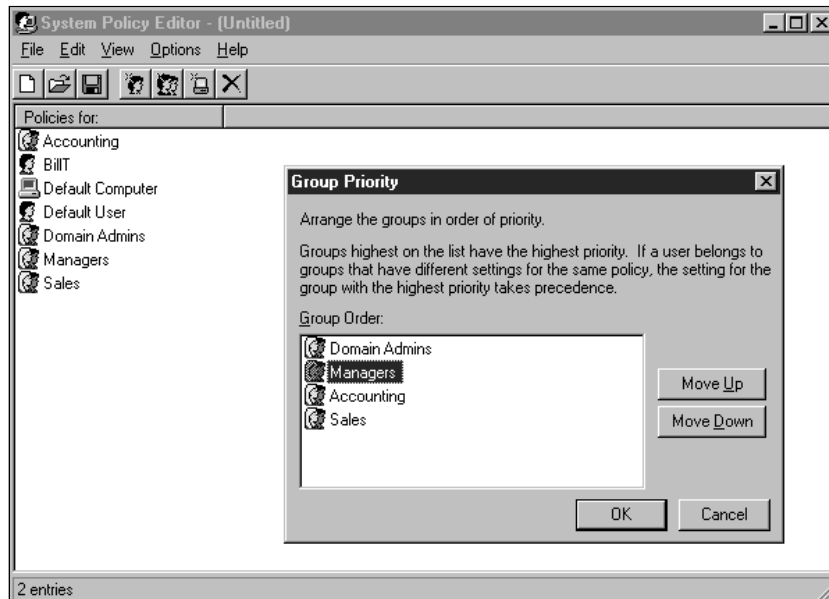 System Policy Editor - (Untitled)
File Edit View Options Help
Policies for:
Accounting
BillT
Default Computer
Default User
Domain Admins
Managers
Sales
Group Priority
Arrange the groups in order of priority.
Groups highest on the list have the highest priority. If a user belongs to
groups that have different settings for the same policy, the setting for the
group with the highest priority takes precedence.
Group Order:
Domain Admins
Managers
Accounting
Sales
Move Up
Move Down
OK Cancel
2 entries